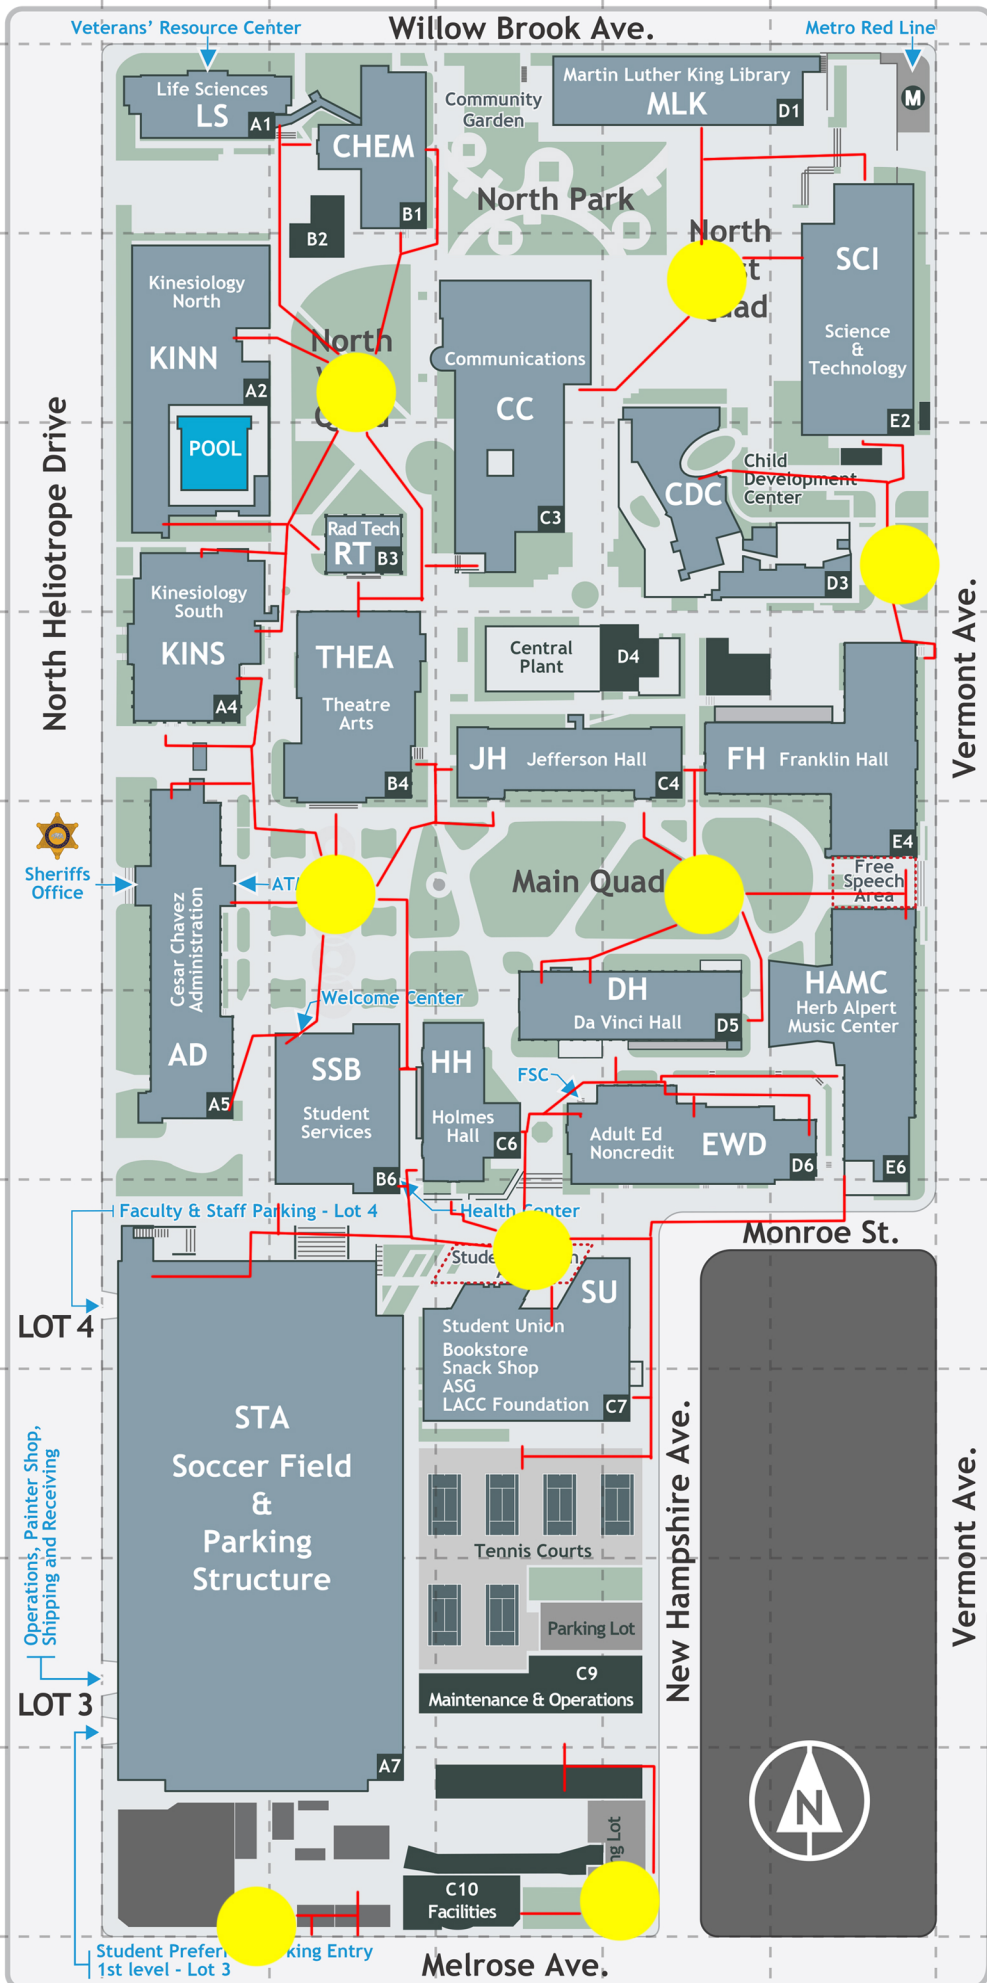 Willow Brook Ave.
Veterans' Resource Center
Metro Red Line
Life Sciences
LS
A1
CHEM
B1
B2
Community
Garden
Martin Luther King Library
MLK
D1
M
North Park
North
Quad
SCI
Science
&
Technology
E2
Kinesiology
North
KINN
A2
POOL
North
Communications
CC
C3
Child
Development
Center
CDC
D3
Rad Tech
RT
B3
North Heliotrope Drive
Vermont Ave.
Kinesiology
South
KINS
A4
THEA
Theatre
Arts
B4
Central
Plant
D4
JH
Jefferson Hall
C4
FH
Franklin Hall
E4
Sheriffs
Office
Main Quad
Free
Speech
Area
Cesar Chavez
Administration
AD
A5
Welcome Center
SSB
Student
Services
B6
HH
Holmes
Hall
C6
DH
Da Vinci Hall
D5
HAMC
Herb Alpert
Music Center
E6
FSC
Adult Ed
Noncredit
EWD
D6
Faculty & Staff Parking - Lot 4
Health Center
Monroe St.
LOT 4
SU
Student Union
Bookstore
Snack Shop
ASG
LACC Foundation
C7
STA
Soccer Field
&
Parking
Structure
A7
Operations, Painter Shop,
Shipping and Receiving
LOT 3
Tennis Courts
Parking Lot
C9
Maintenance & Operations
New Hampshire Ave.
Vermont Ave.
N
Lot
C10
Facilities
Student
Entry
1st level - Lot 3
Melrose Ave.